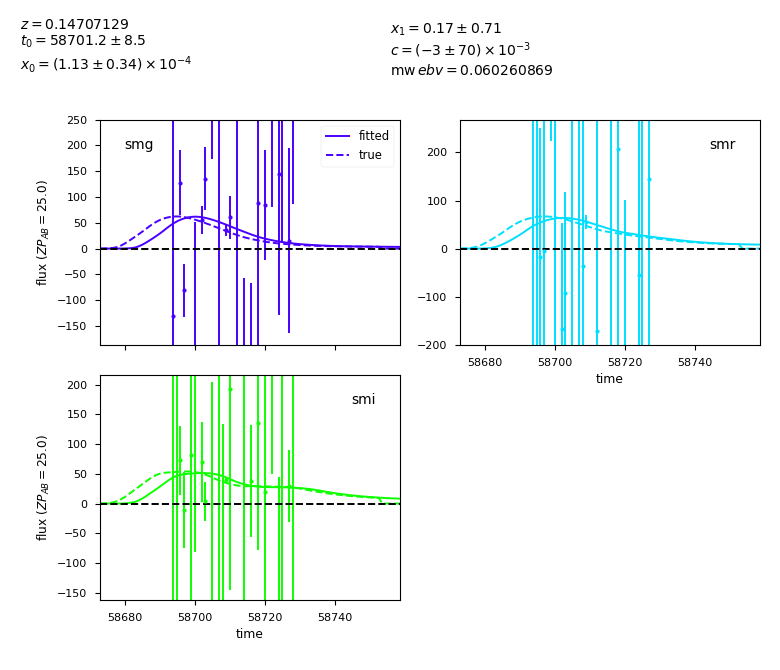 z = 0.14707129
t₀ = 58701.2 ± 8.5
x₀ = (1.13 ± 0.34) × 10⁻⁴
x₁ = 0.17 ± 0.71
c = (−3 ± 70) × 10⁻³
mw ebv = 0.060260869
250
200
150
100
50
0
−50
−100
−150
flux (ZP_AB = 25.0)
smg
fitted
true
200
100
0
−100
−200
smr
58680
58700
58720
58740
time
200
150
100
50
0
−50
−100
−150
flux (ZP_AB = 25.0)
smi
58680
58700
58720
58740
time